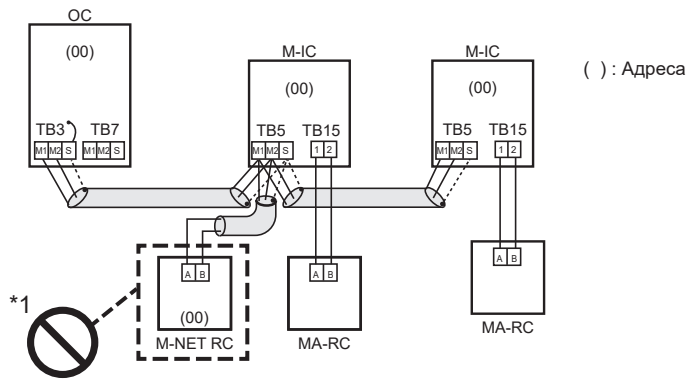 OC
(00)
TB3 TB7
M1 M2 S M1 M2 S
M-IC
(00)
TB5 TB15
M1 M2 S 1 2
M-IC
(00)
TB5 TB15
M1 M2 S 1 2
( ) : Адреса
*1
A B
(00)
M-NET RC
A B
MA-RC
A B
MA-RC